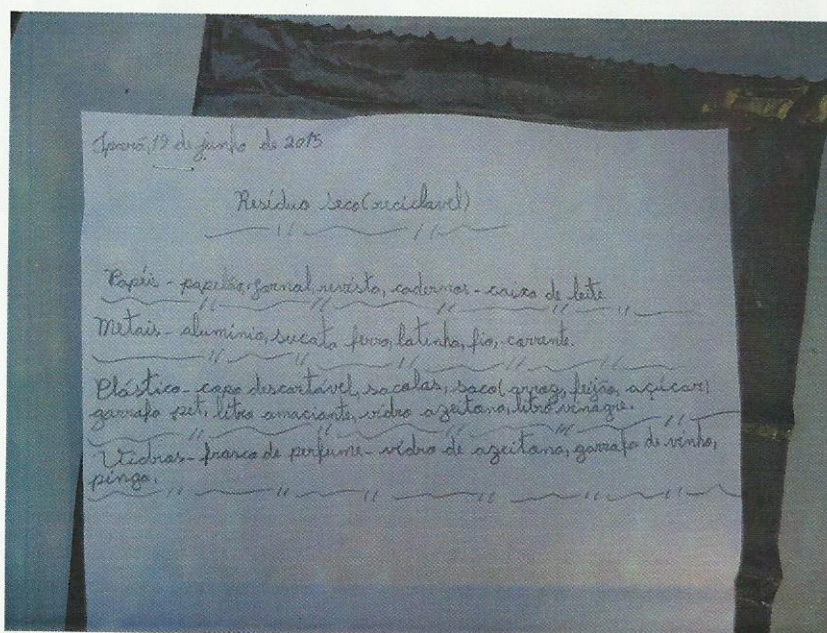 Iporã, 12 de junho de 2015
Resíduo seco (reciclavel)
Papéis - papelão, jornal, revista, cadernos - caixa de leite
Metais - alumínio, sucata ferro, latinha, fio, corrente.
Plástico - copo descartável, sacolas, saco (arroz, feijão, açúcar)
garrafa pet, litro amaciante, vidro azeitona, litro vinagre.
Vidros - frasco de perfume - vidro de azeitona, garrafa de vinho,
pinga,